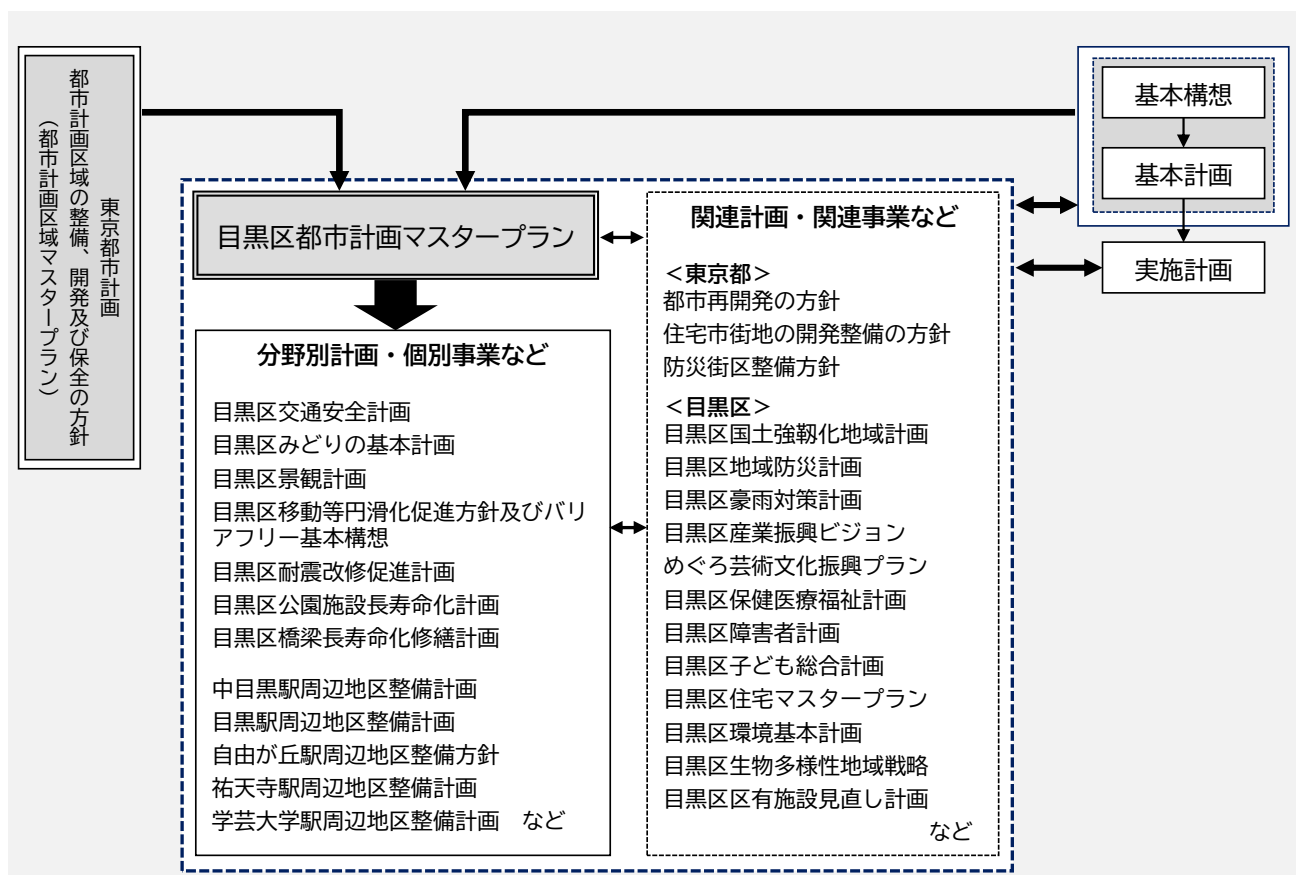 東京都市計画
都市計画区域の整備、開発及び保全の方針
（都市計画区域マスタープラン）
基本構想
基本計画
実施計画
目黒区都市計画マスタープラン
分野別計画・個別事業など
目黒区交通安全計画
目黒区みどりの基本計画
目黒区景観計画
目黒区移動等円滑化促進方針及びバリ
アフリー基本構想
目黒区耐震改修促進計画
目黒区公園施設長寿命化計画
目黒区橋梁長寿命化修繕計画
中目黒駅周辺地区整備計画
目黒駅周辺地区整備計画
自由が丘駅周辺地区整備方針
祐天寺駅周辺地区整備計画
学芸大学駅周辺地区整備計画　など
関連計画・関連事業など
＜東京都＞
都市再開発の方針
住宅市街地の開発整備の方針
防災街区整備方針
＜目黒区＞
目黒区国土強靱化地域計画
目黒区地域防災計画
目黒区豪雨対策計画
目黒区産業振興ビジョン
めぐろ芸術文化振興プラン
目黒区保健医療福祉計画
目黒区障害者計画
目黒区子ども総合計画
目黒区住宅マスタープラン
目黒区環境基本計画
目黒区生物多様性地域戦略
目黒区区有施設見直し計画
など